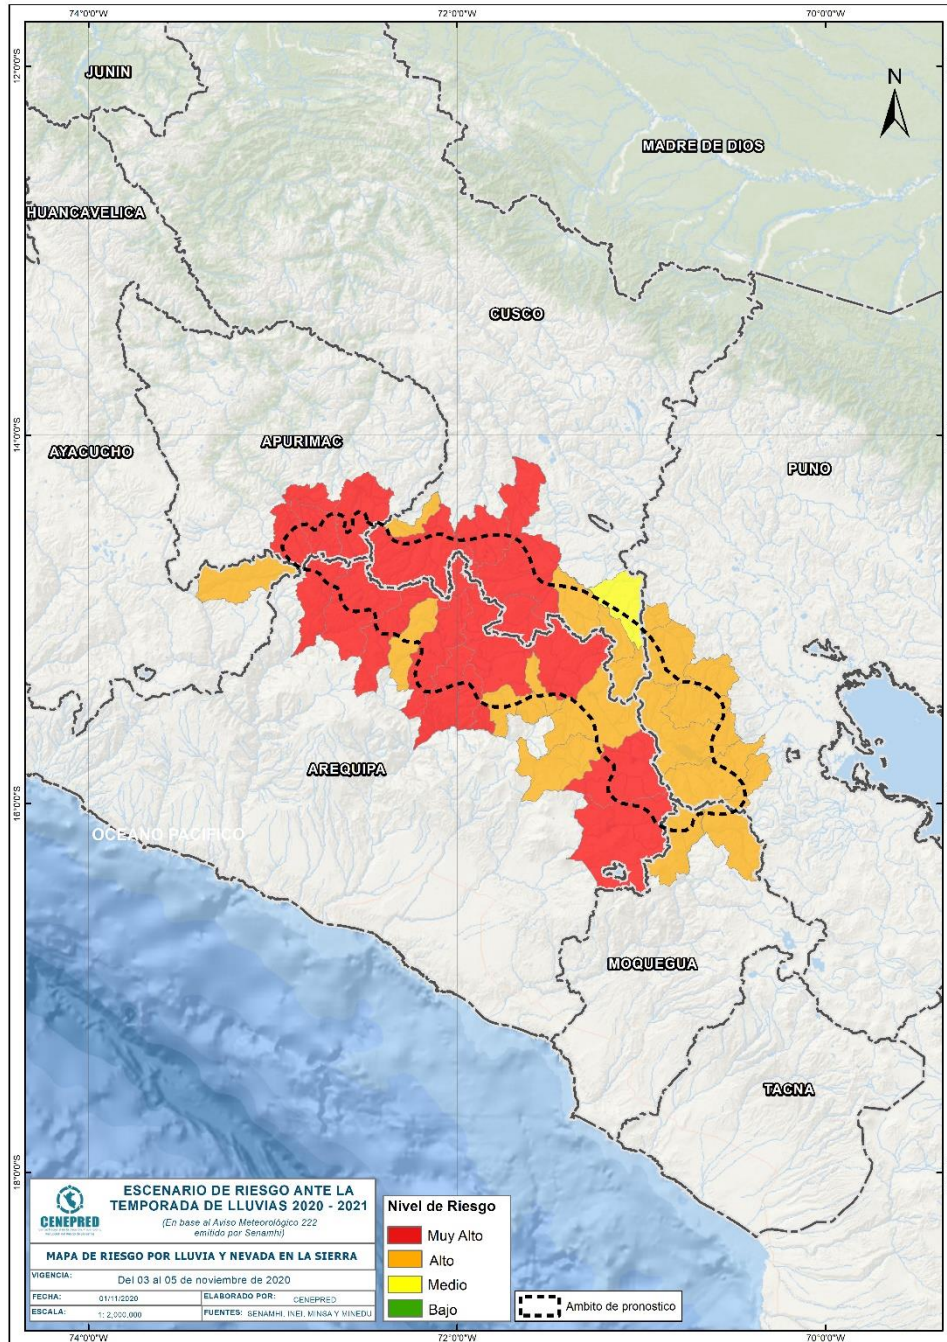 74°0'0"W 72°0'0"W 70°0'0"W
12°0'0"S
N
JUNIN
MADRE DE DIOS
HUANCAVELICA
CUSCO
14°0'0"S
AYACUCHO
APURIMAC
PUNO
AREQUIPA
16°0'0"S
OCEANO PACIFICO
MOQUEGUA
TACNA
18°0'0"S
CENEPRED
ESCENARIO DE RIESGO ANTE LA
TEMPORADA DE LLUVIAS 2020 - 2021
(En base al Aviso Meteorológico 222
emitido por Senamhi)
MAPA DE RIESGO POR LLUVIA Y NEVADA EN LA SIERRA
VIGENCIA: Del 03 al 05 de noviembre de 2020
FECHA: 01/11/2020 ELABORADO POR: CENEPRED
ESCALA: 1: 2,000,000 FUENTES: SENAMHI, INEI, MINSA Y MINEDU
Nivel de Riesgo
Muy Alto
Alto
Medio
Bajo
Ambito de pronostico
74°0'0"W 72°0'0"W 70°0'0"W